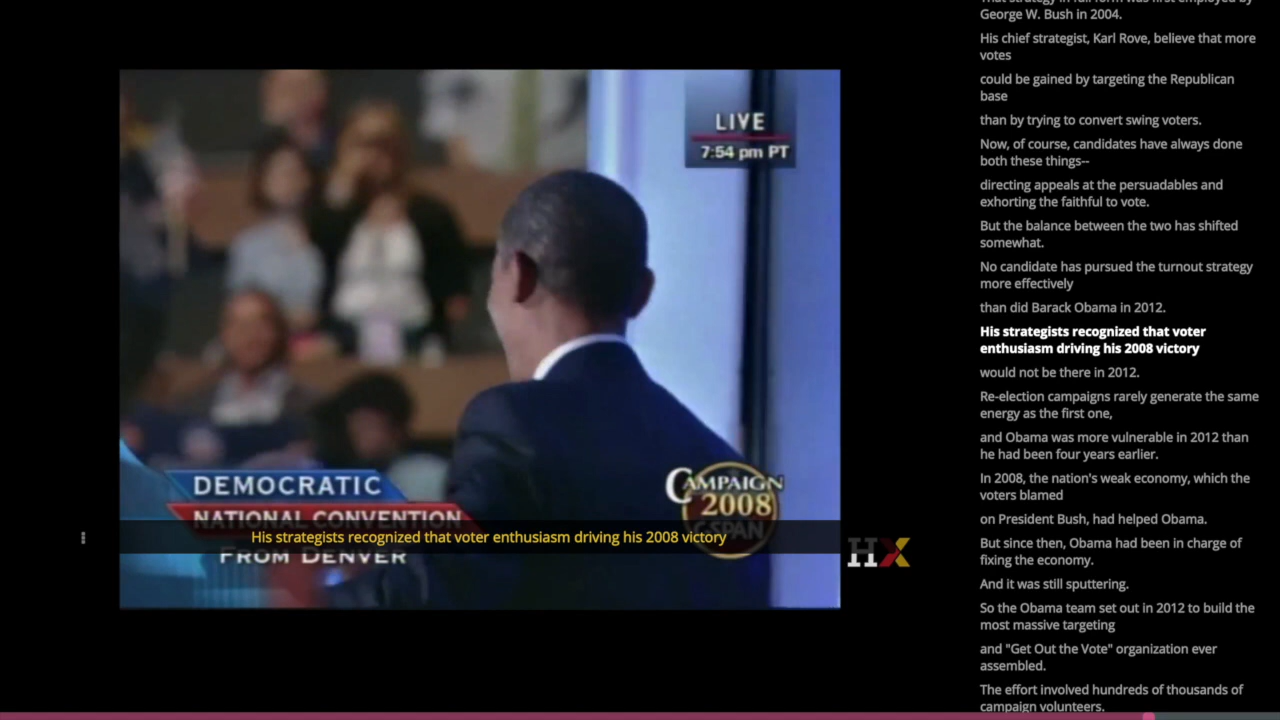 LIVE
7:54 pm PT
CAMPAIGN
2008
C-SPAN
DEMOCRATIC
NATIONAL CONVENTION
FROM DENVER
His strategists recognized that voter enthusiasm driving his 2008 victory
HX
George W. Bush in 2004.
His chief strategist, Karl Rove, believe that more
votes
could be gained by targeting the Republican
base
than by trying to convert swing voters.
Now, of course, candidates have always done
both these things--
directing appeals at the persuadables and
exhorting the faithful to vote.
But the balance between the two has shifted
somewhat.
No candidate has pursued the turnout strategy
more effectively
than did Barack Obama in 2012.
His strategists recognized that voter
enthusiasm driving his 2008 victory
would not be there in 2012.
Re-election campaigns rarely generate the same
energy as the first one,
and Obama was more vulnerable in 2012 than
he had been four years earlier.
In 2008, the nation's weak economy, which the
voters blamed
on President Bush, had helped Obama.
But since then, Obama had been in charge of
fixing the economy.
And it was still sputtering.
So the Obama team set out in 2012 to build the
most massive targeting
and "Get Out the Vote" organization ever
assembled.
The effort involved hundreds of thousands of
campaign volunteers.